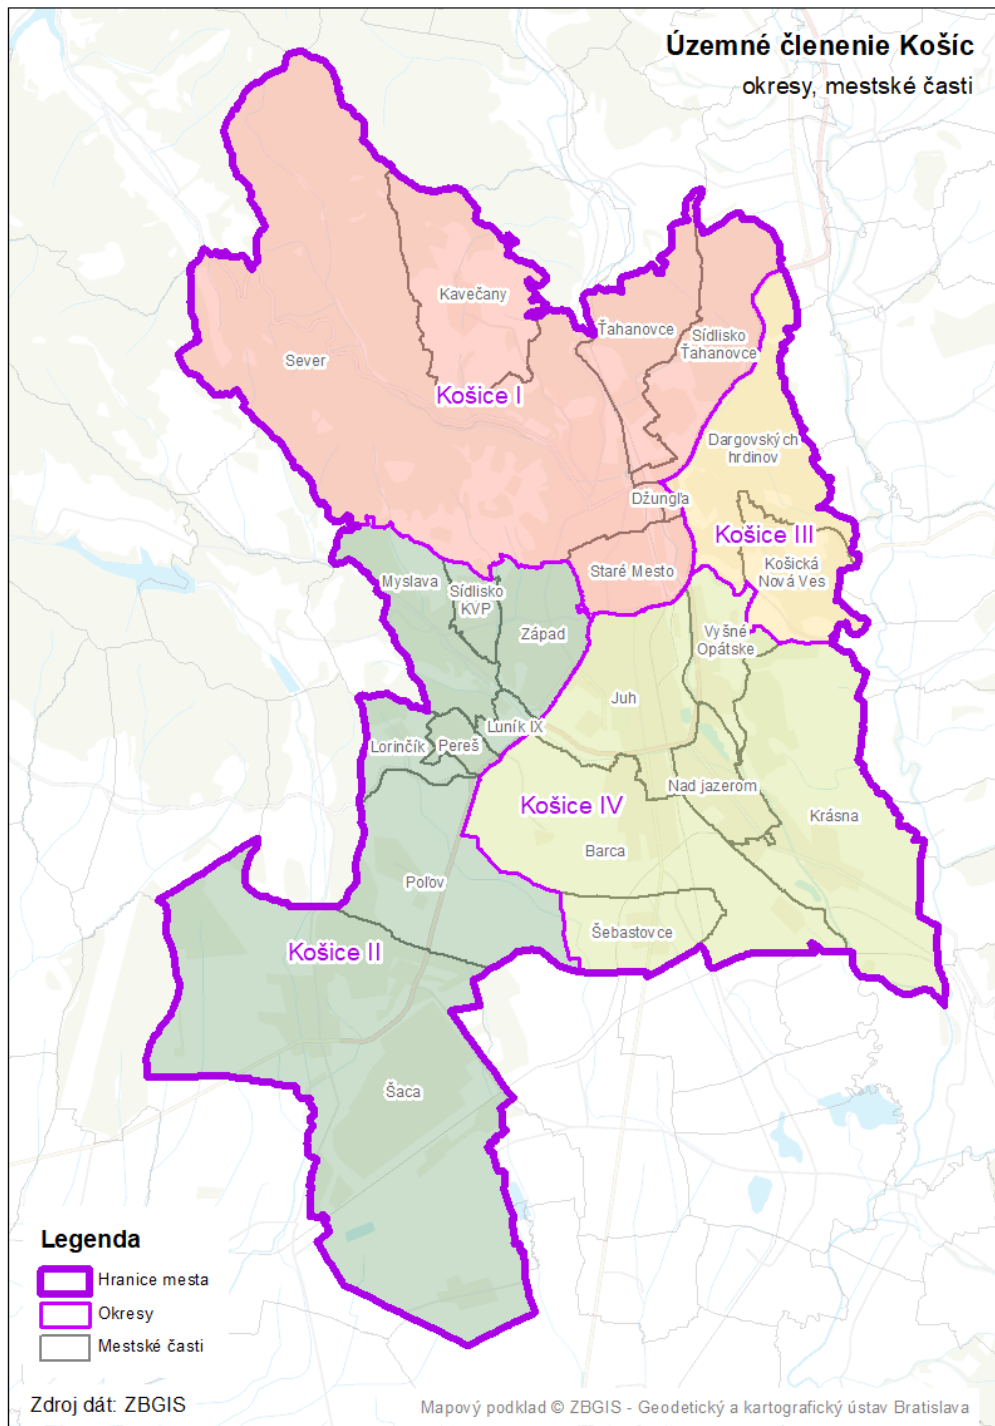 Územné členenie Košíc
okresy, mestské časti
Kavečany
Ťahanovce
Sídlisko
Ťahanovce
Sever
Košice I
Dargovských
hrdinov
Džungľa
Košice III
Košická
Nová Ves
Staré Mesto
Myslava
Sídlisko
KVP
Západ
Vyšné
Opátske
Juh
Luník IX
Lorinčík
Pereš
Nad jazerom
Košice IV
Krásna
Barca
Poľov
Šebastovce
Košice II
Šaca
Legenda
Hranice mesta
Okresy
Mestské časti
Zdroj dát: ZBGIS
Mapový podklad © ZBGIS - Geodetický a kartografický ústav Bratislava